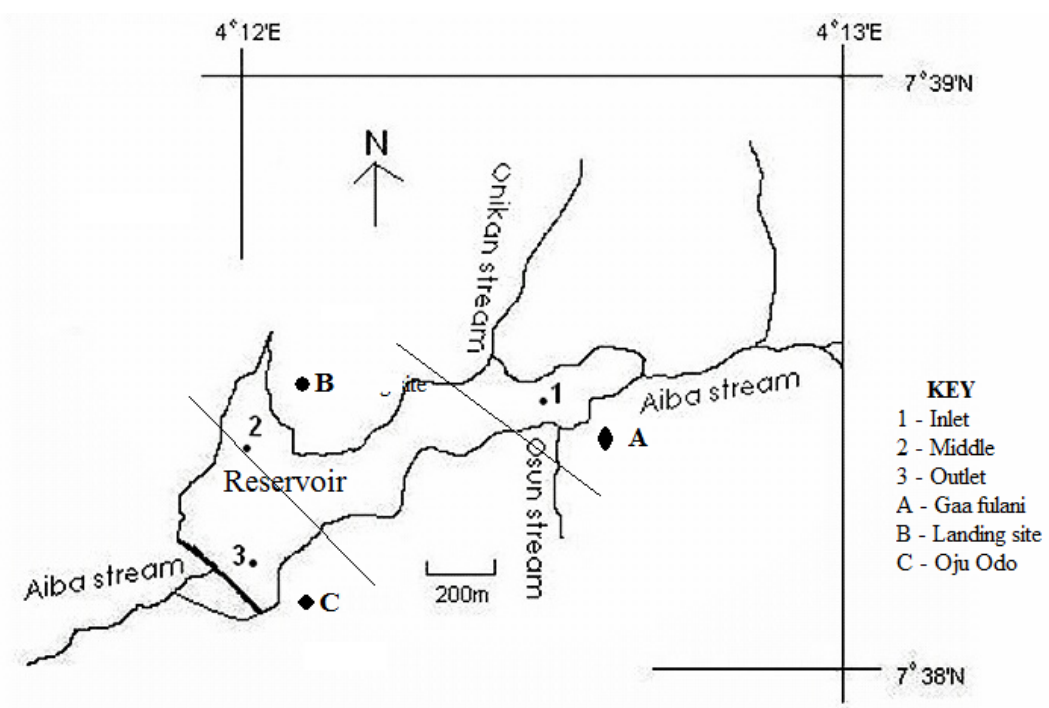 4°12'E
4°13'E
7°39'N
N
Onikan stream
B
1
Aiba stream
A
2
Osun stream
Reservoir
3
Aiba stream
C
200m
7°38'N
KEY
1 - Inlet
2 - Middle
3 - Outlet
A - Gaa fulani
B - Landing site
C - Oju Odo